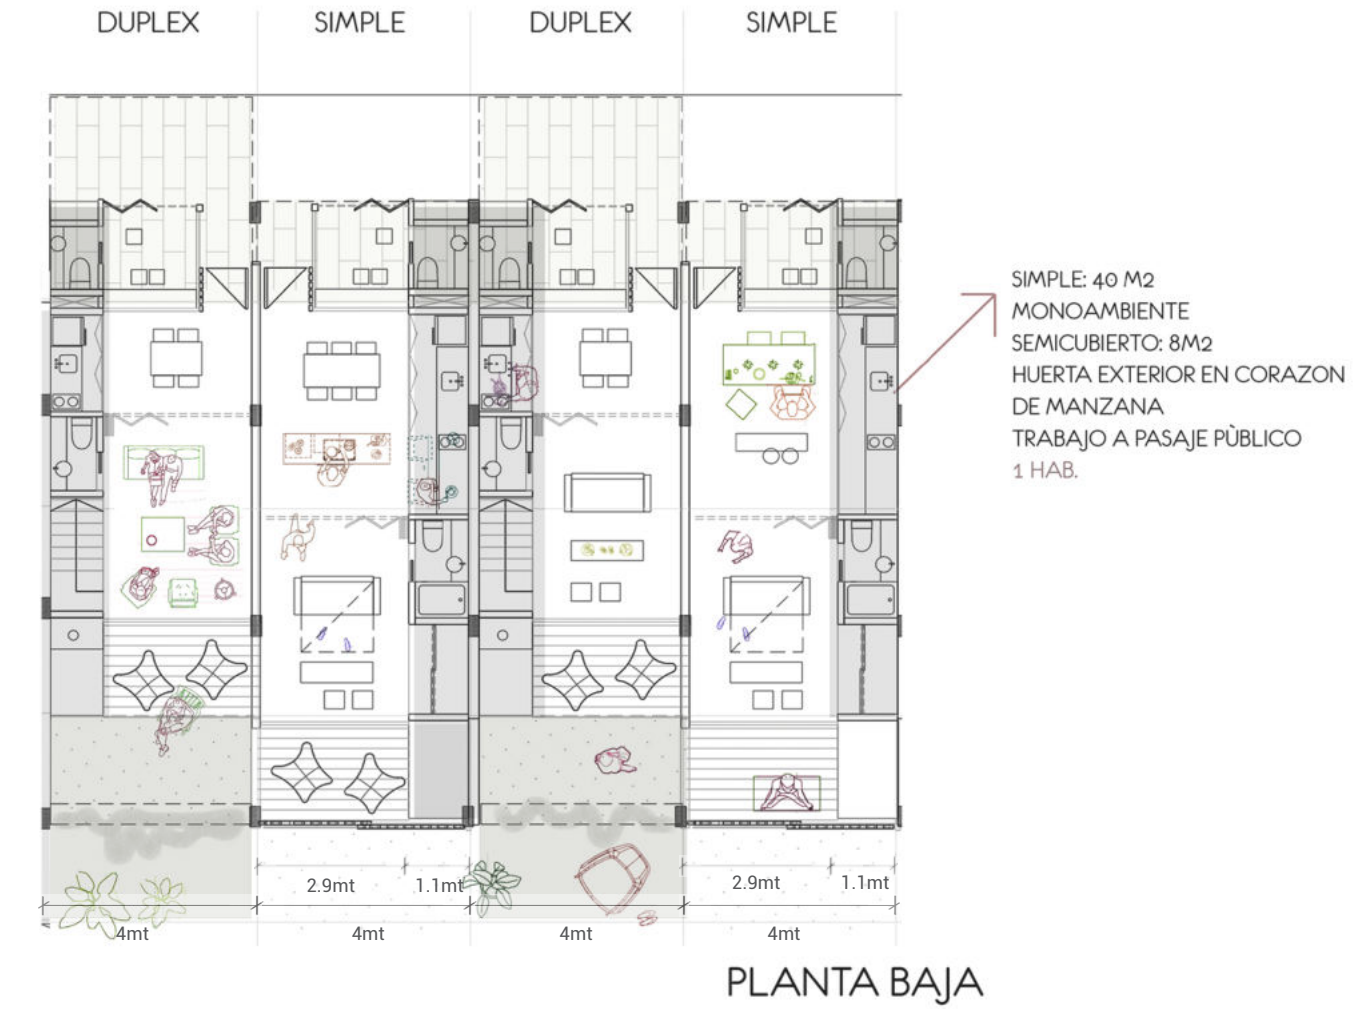 DUPLEX
SIMPLE
DUPLEX
SIMPLE
SIMPLE: 40 M2
MONOAMBIENTE
SEMICUBIERTO: 8M2
HUERTA EXTERIOR EN CORAZON
DE MANZANA
TRABAJO A PASAJE PÙBLICO
1 HAB.
2.9mt
1.1mt
2.9mt
1.1mt
4mt
4mt
4mt
4mt
PLANTA BAJA